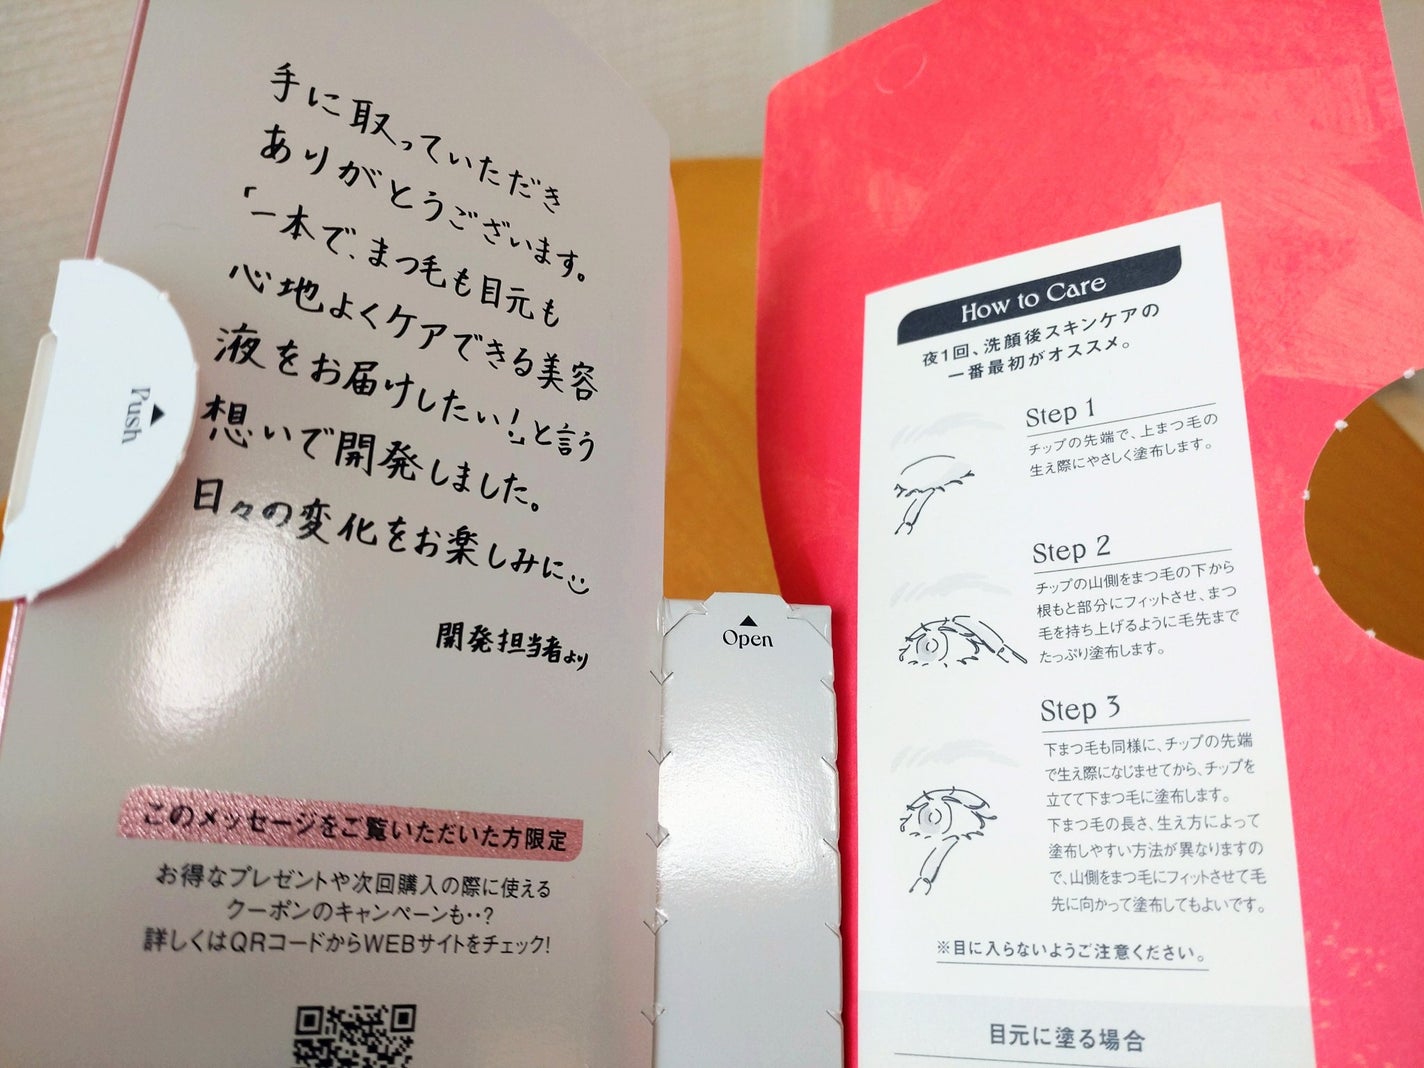 手に取っていただき
ありがとうございます。
「一本で、まつ毛も目元も
心地よくケアできる美容
液をお届けしたい!」と言う
想いで開発しました。
日々の変化をお楽しみに
開発担当者より
Push
このメッセージをご覧いただいた方限定
お得なプレゼントや次回購入の際に使える
クーポンのキャンペーンも‥?
詳しくはQRコードからWEBサイトをチェック!
Open
How to Care
夜1回、洗顔後スキンケアの
一番最初がオススメ。
Step 1
チップの先端で、上まつ毛の
生え際にやさしく塗布します。
Step 2
チップの山側をまつ毛の下から
根もと部分にフィットさせ、まつ
毛を持ち上げるように毛先まで
たっぷり塗布します。
Step 3
下まつ毛も同様に、チップの先端
で生え際になじませてから、チップを
立てて下まつ毛に塗布します。
下まつ毛の長さ、生え方によって
塗布しやすい方法が異なりますの
で、山側をまつ毛にフィットさせて毛
先に向かって塗布してもよいです。
※目に入らないようご注意ください。
目元に塗る場合